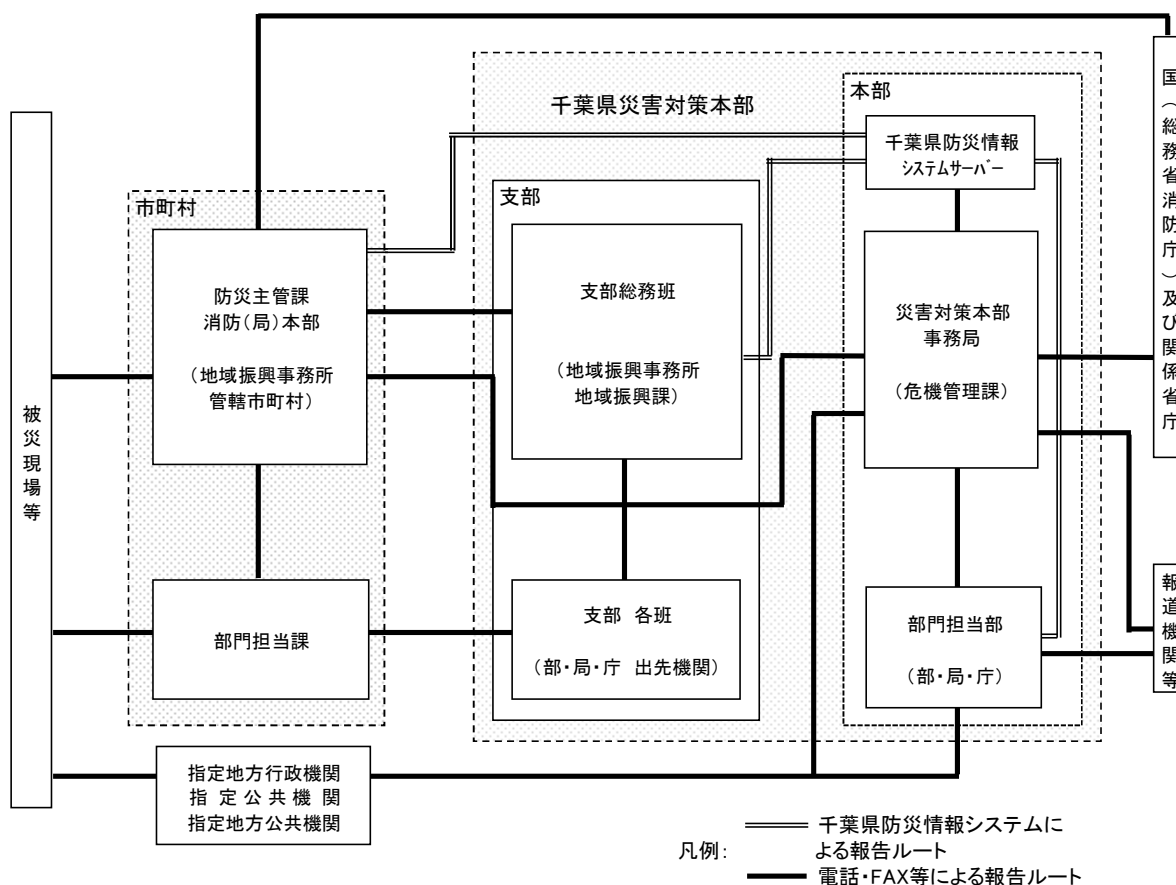 千葉県災害対策本部
本部
千葉県防災情報
システムサーバー
国（総務省消防庁）及び関係省庁
市町村
支部
防災主管課
消防（局）本部
（地域振興事務所
管轄市町村）
支部総務班
（地域振興事務所
地域振興課）
災害対策本部
事務局
（危機管理課）
被災現場等
部門担当課
支部 各班
（部・局・庁 出先機関）
部門担当部
（部・局・庁）
報道機関等
指定地方行政機関
指 定 公 共 機 関
指定地方公共機関
凡例：
千葉県防災情報システムに
よる報告ルート
電話・FAX等による報告ルート